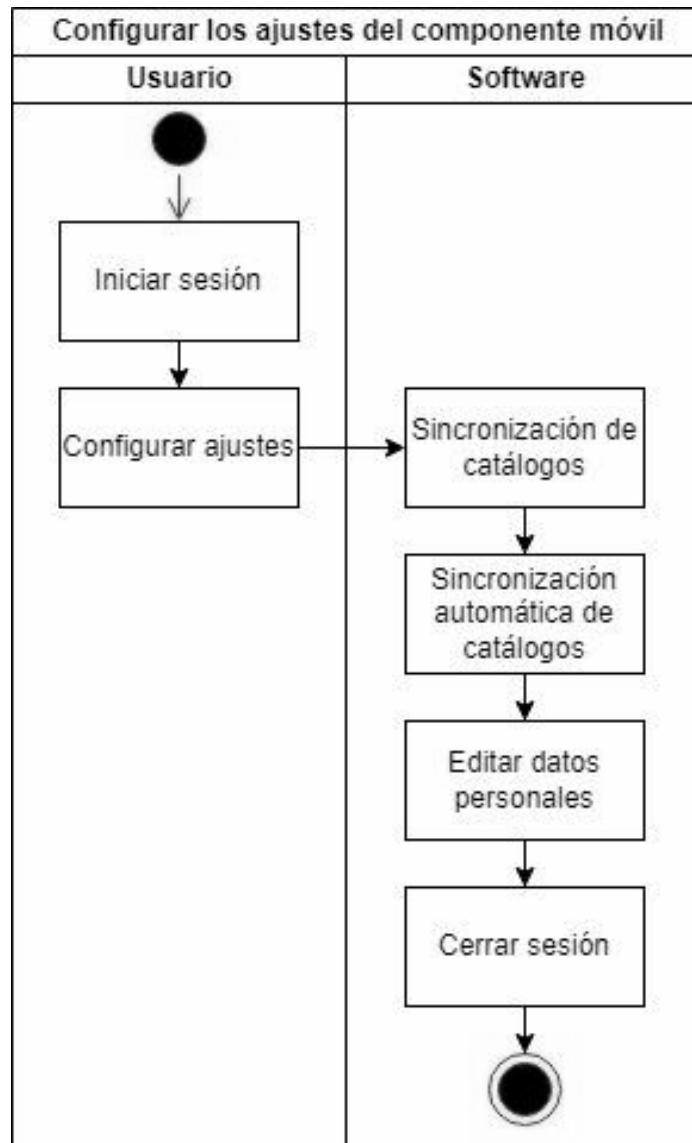 Configurar los ajustes del componente móvil
Usuario
Software
Iniciar sesión
Configurar ajustes
Sincronización de
catálogos
Sincronización
automática de
catálogos
Editar datos
personales
Cerrar sesión